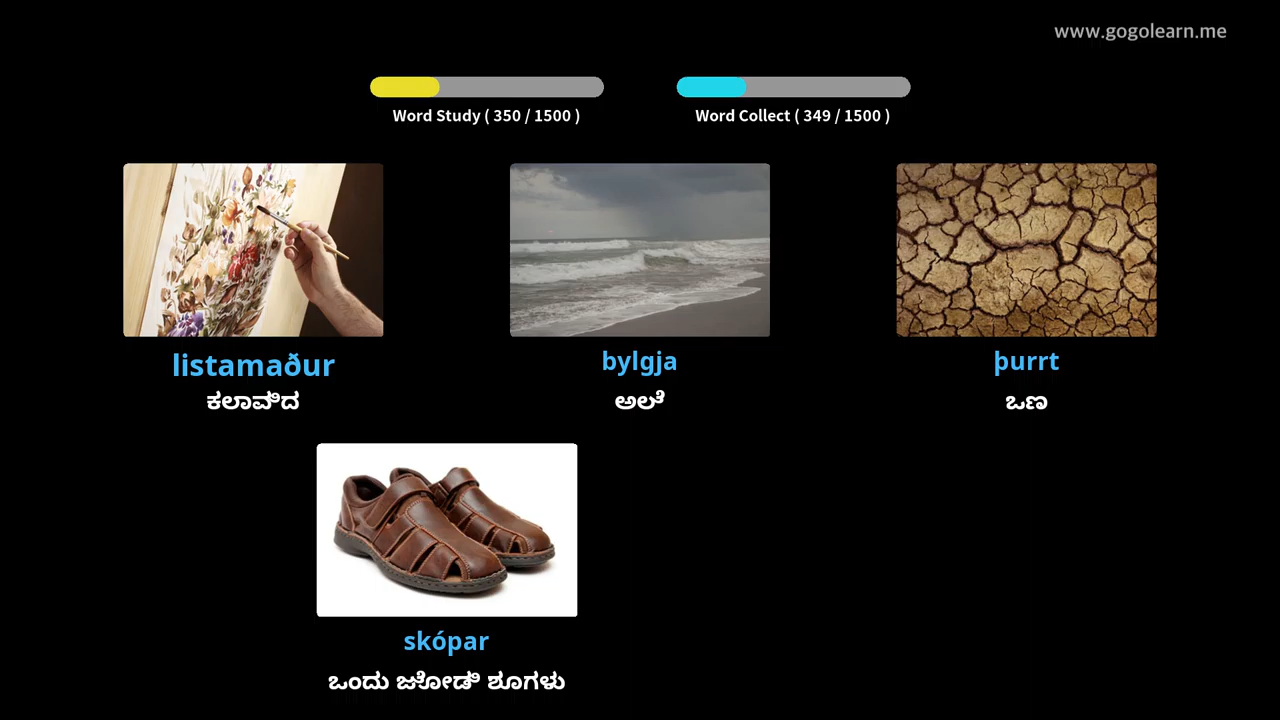 www.gogolearn.me
Word Study ( 350 / 1500 )
Word Collect ( 349 / 1500 )
listamaður
bylgja
þurrt
ಕಲಾವಿದ
ಅಲೆ
ಒಣ
skópar
ಒಂದು ಜೋಡಿ ಶೂಗಳು